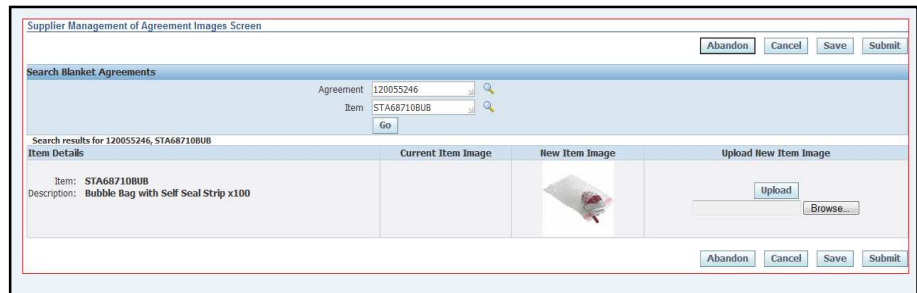 Supplier Management of Agreement Images Screen
Abandon Cancel Save Submit
Search Blanket Agreements
Agreement 120055246
Item STA68710BUB
Go
Search results for 120055246, STA68710BUB
Item Details Current Item Image New Item Image Upload New Item Image
Item: STA68710BUB
Description: Bubble Bag with Self Seal Strip x100
Upload
Browse...
Abandon Cancel Save Submit